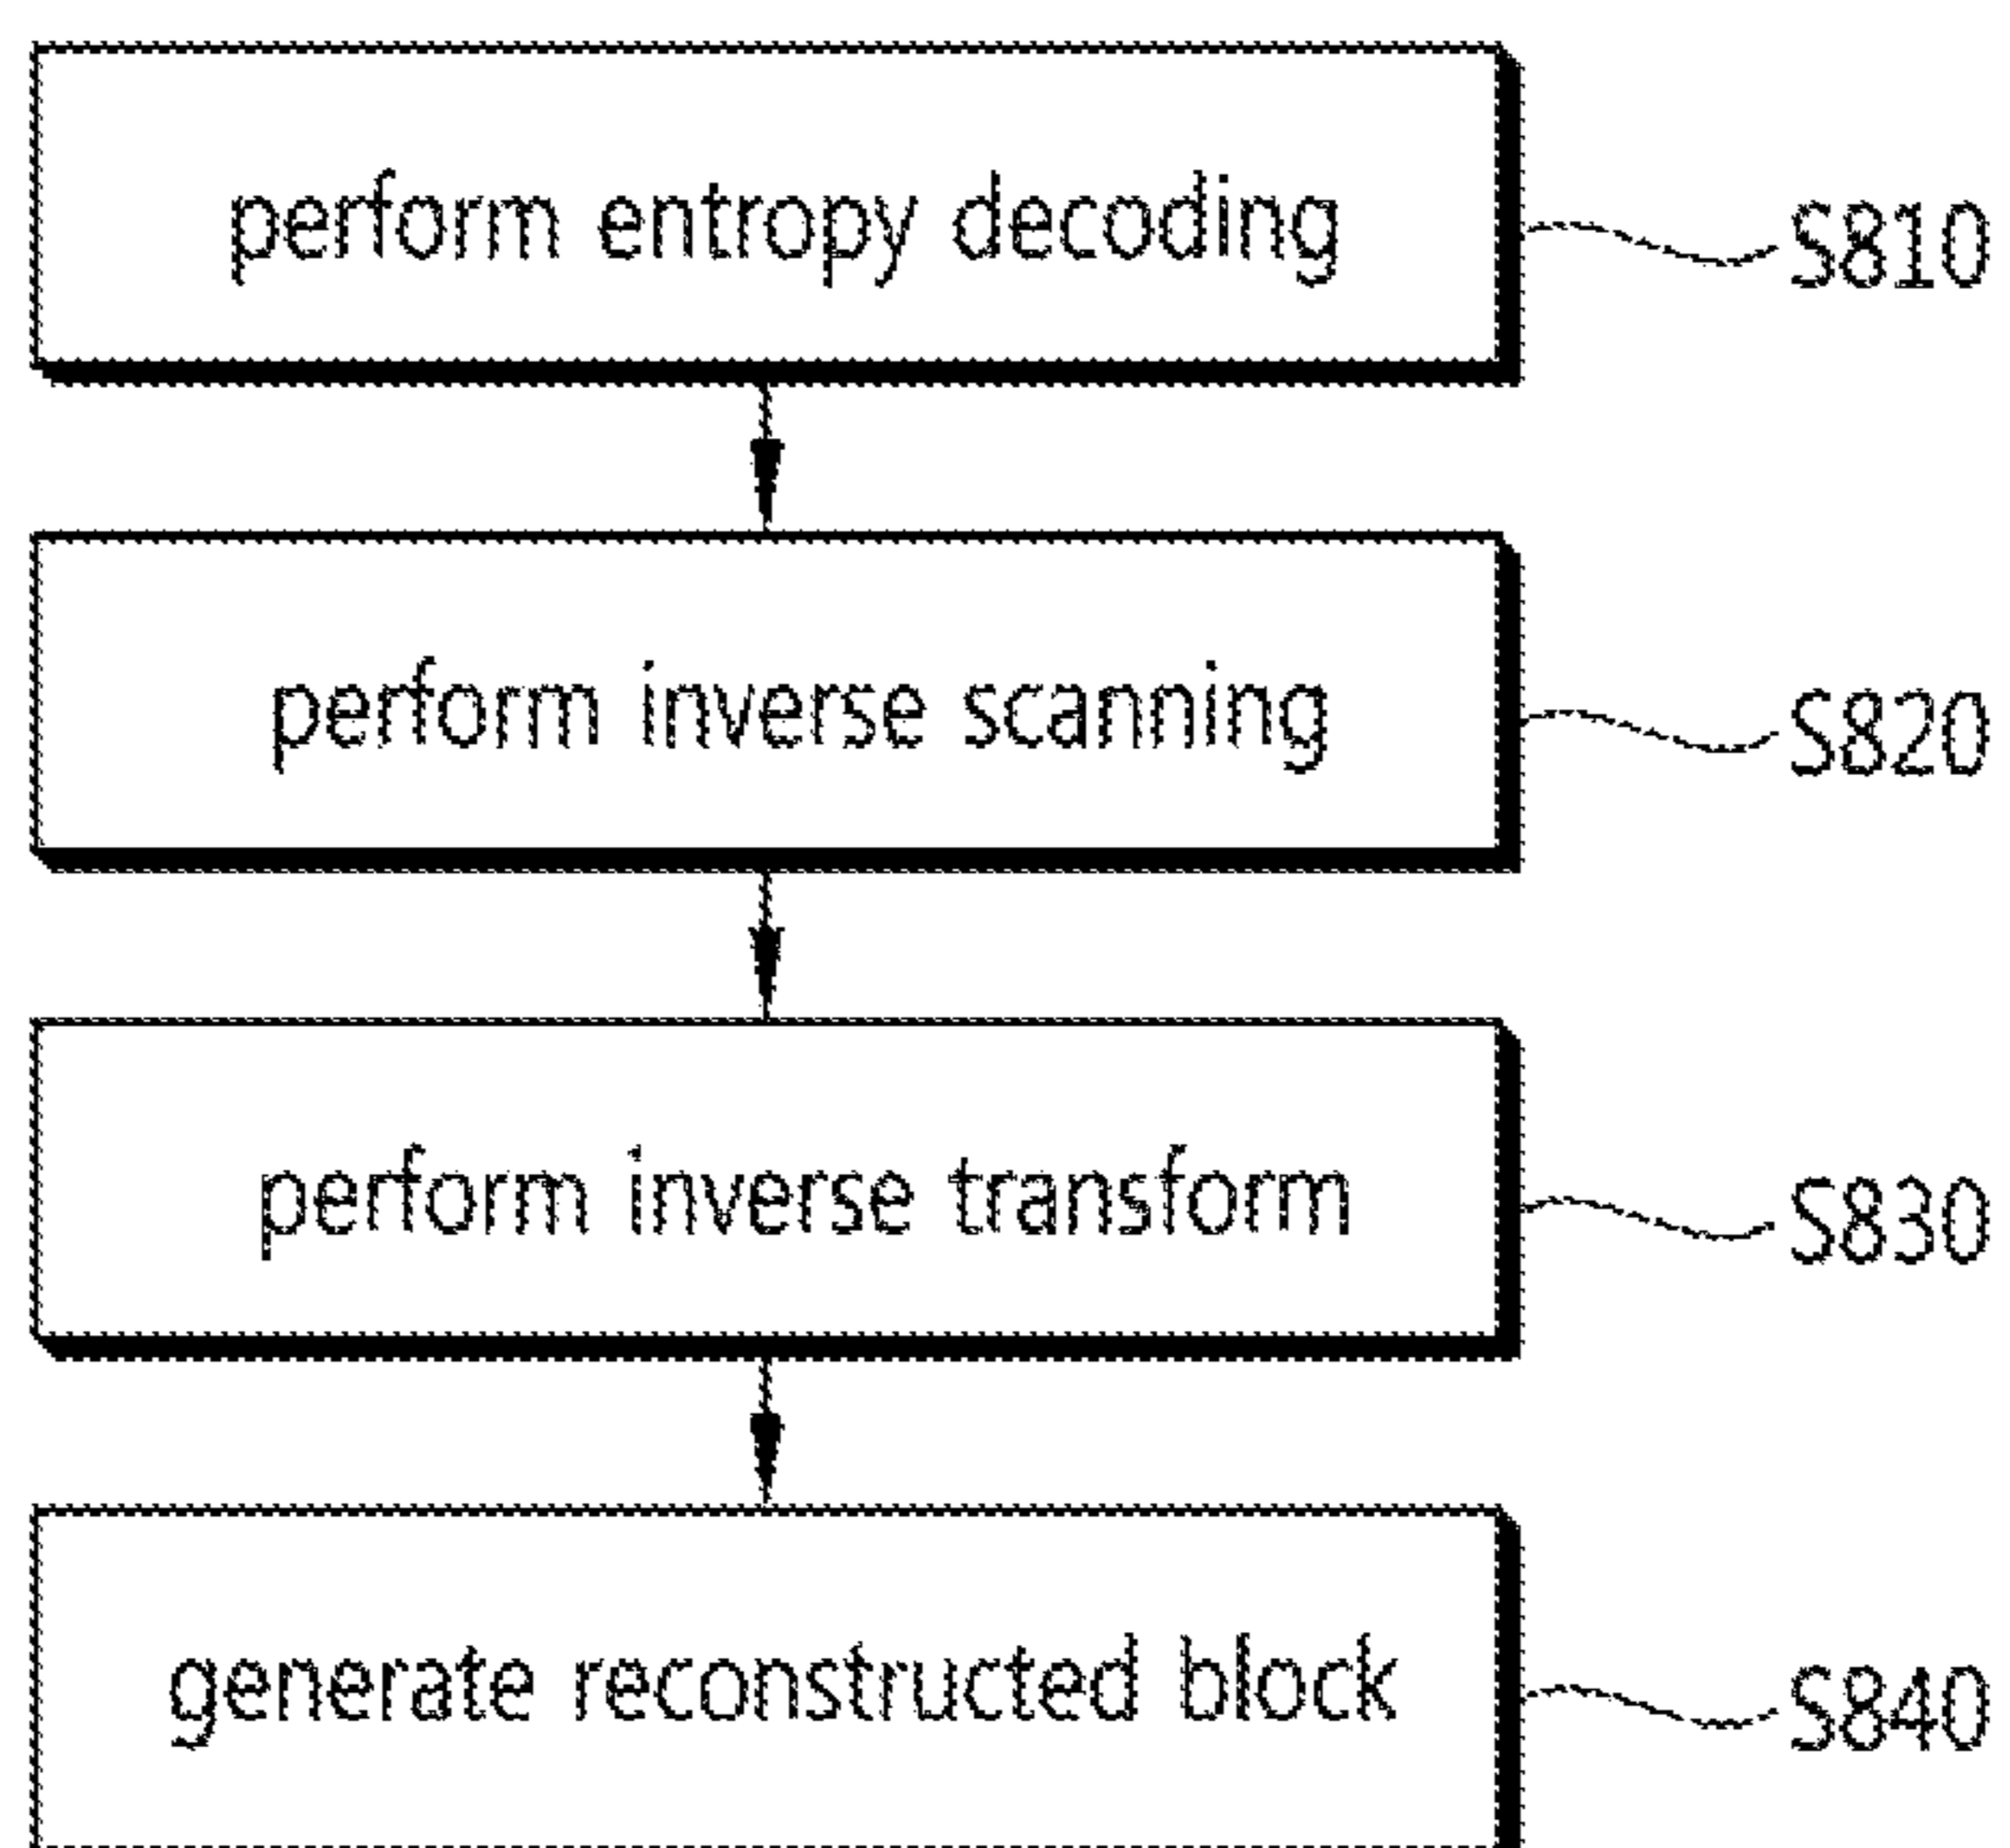 perform entropy decoding
S810
perform inverse scanning
S820
perform inverse transform
S830
generate reconstructed block
S840